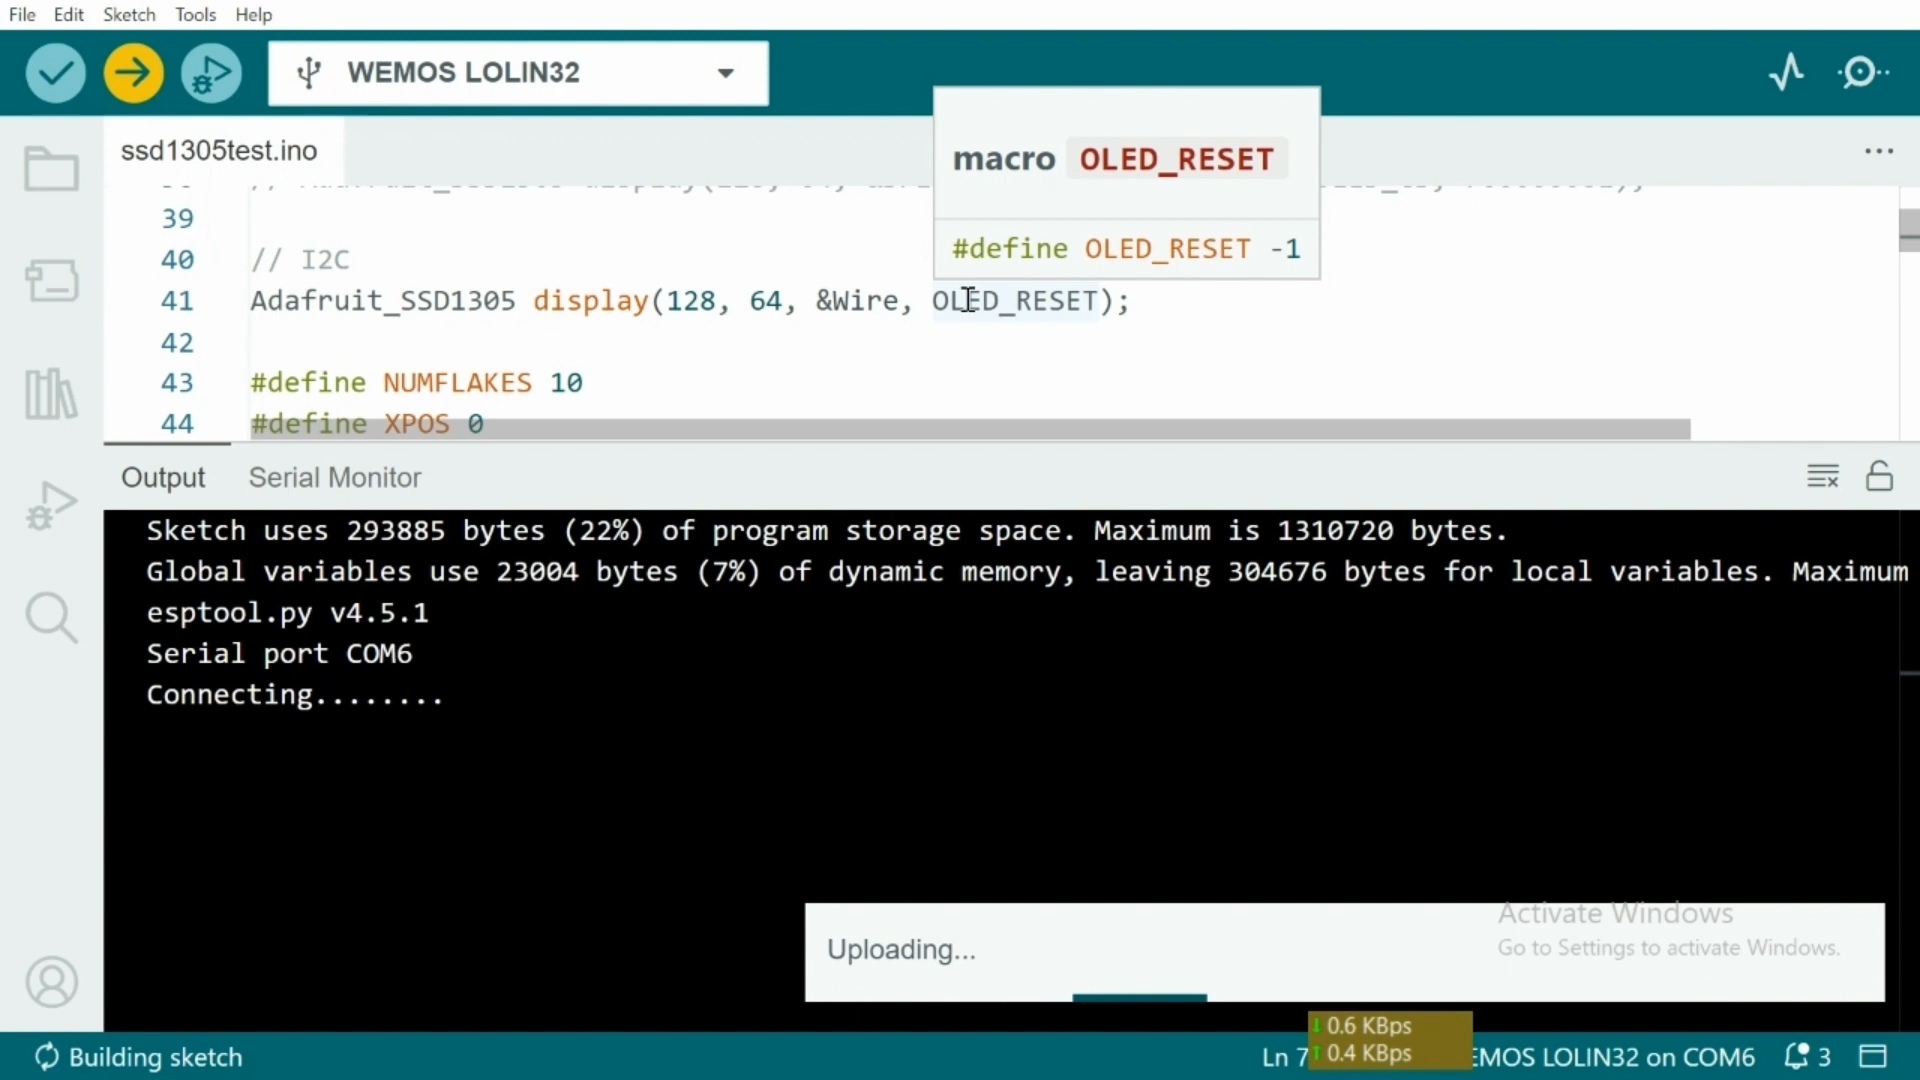 File Edit Sketch Tools Help
WEMOS LOLIN32
ssd1305test.ino
macro OLED_RESET
#define OLED_RESET -1
39
40 // I2C
41 Adafruit_SSD1305 display(128, 64, &Wire, OLED_RESET);
42
43 #define NUMFLAKES 10
44 #define XPOS 0
Output Serial Monitor
Sketch uses 293885 bytes (22%) of program storage space. Maximum is 1310720 bytes.
Global variables use 23004 bytes (7%) of dynamic memory, leaving 304676 bytes for local variables. Maximum
esptool.py v4.5.1
Serial port COM6
Connecting........
Activate Windows
Uploading...
Go to Settings to activate Windows.
0.6 KBps
0.4 KBps
Building sketch
Ln 7
EMOS LOLIN32 on COM6
3